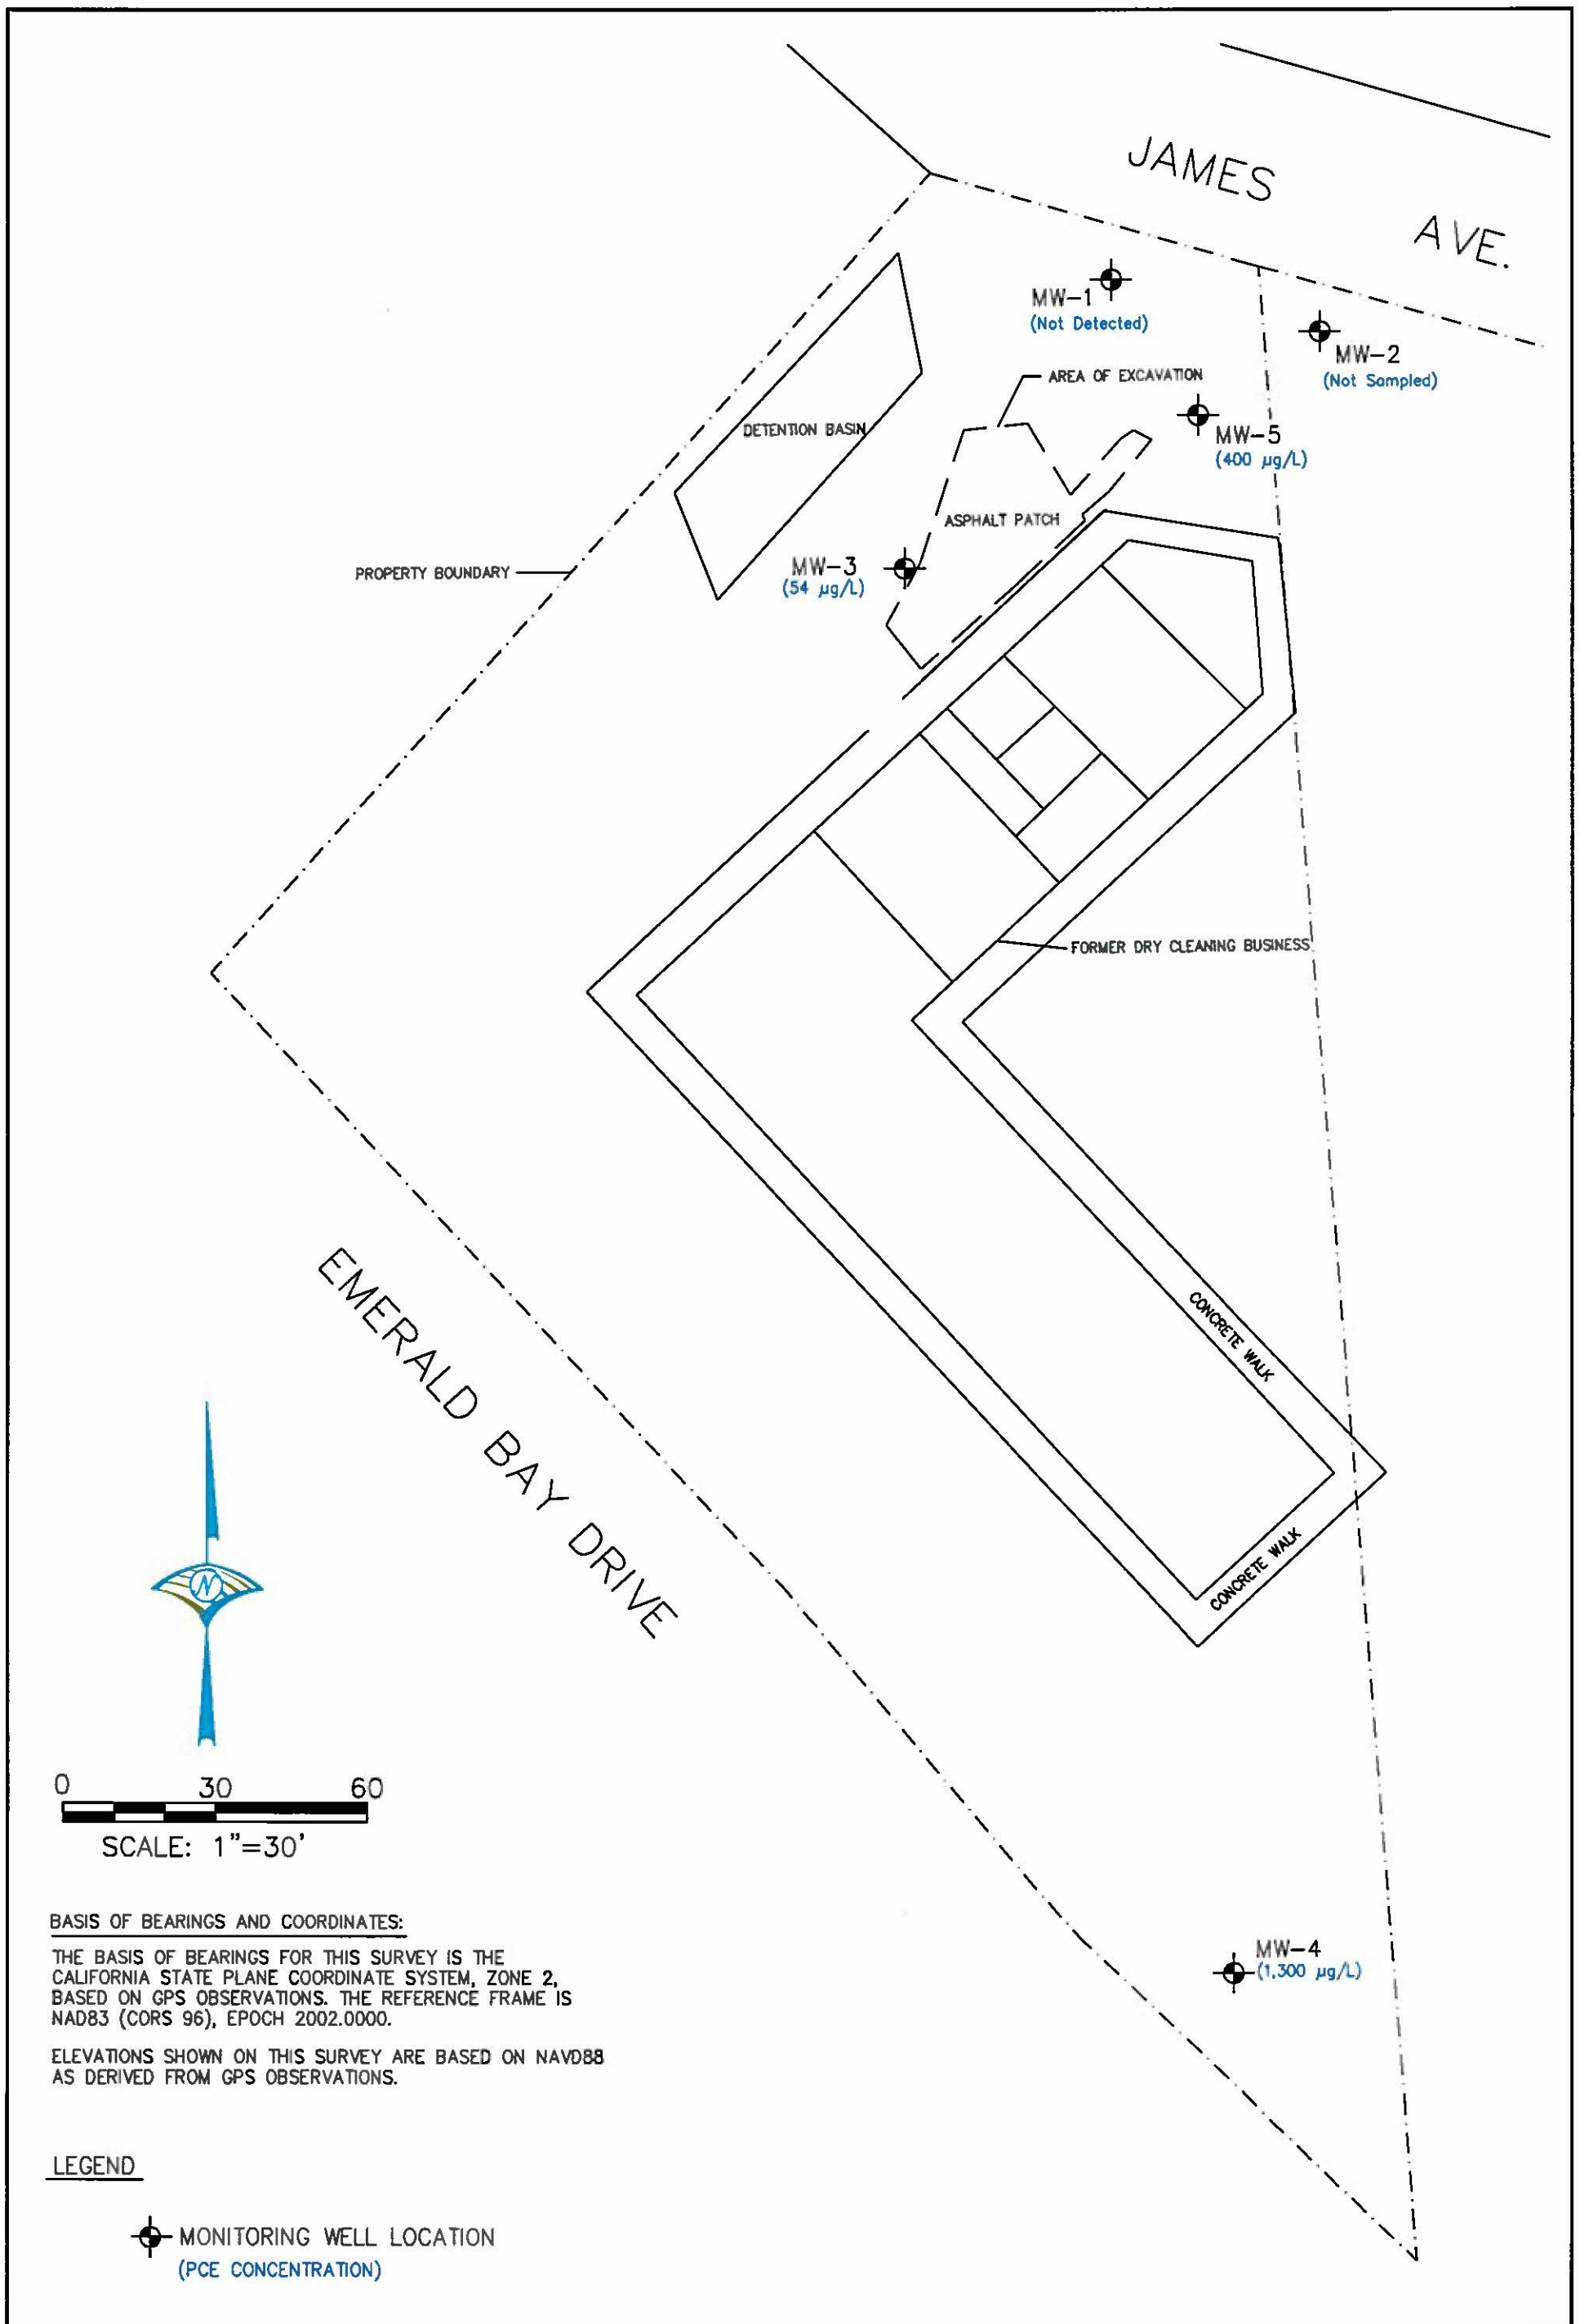 JAMES
AVE.
MW-1
(Not Detected)
MW-2
(Not Sampled)
AREA OF EXCAVATION
DETENTION BASIN
MW-5
(400 µg/L)
ASPHALT PATCH
MW-3
(54 µg/L)
PROPERTY BOUNDARY
FORMER DRY CLEANING BUSINESS
EMERALD BAY DRIVE
CONCRETE WALK
CONCRETE WALK
N
0 30 60
SCALE: 1"=30'
BASIS OF BEARINGS AND COORDINATES:
THE BASIS OF BEARINGS FOR THIS SURVEY IS THE
CALIFORNIA STATE PLANE COORDINATE SYSTEM, ZONE 2,
BASED ON GPS OBSERVATIONS. THE REFERENCE FRAME IS
NAD83 (CORS 96), EPOCH 2002.0000.
ELEVATIONS SHOWN ON THIS SURVEY ARE BASED ON NAVD88
AS DERIVED FROM GPS OBSERVATIONS.
MW-4
(1,300 µg/L)
LEGEND
MONITORING WELL LOCATION
(PCE CONCENTRATION)